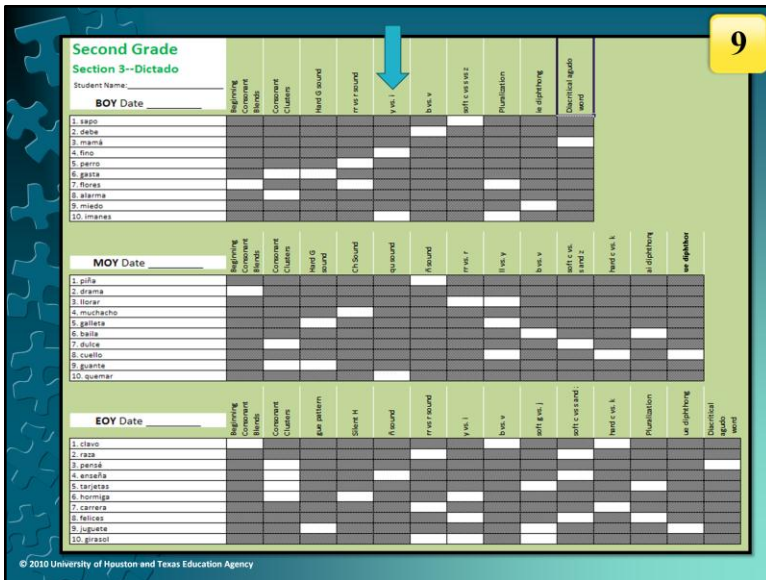 9
Second Grade
Section 3--Dictado
Student Name:
BOY Date
Beginning Consonant Blends
Consonant Clusters
Hard G sound
rr vs r sound
y vs. i
b vs. v
soft c vs s vs z
Pluralization
ie diphthong
Diacritical agudo word
1. sapo
2. debe
3. mamá
4. fino
5. perro
6. gasta
7. flores
8. alarma
9. miedo
10. imanes
MOY Date
Beginning Consonant Blends
Consonant Clusters
Hard G sound
Ch Sound
qu sound
ñ sound
rr vs. r
ll vs. y
b vs. v
soft c vs. s and z
hard c vs. k
ai diphthong
ue diphthor
1. piña
2. drama
3. llorar
4. muchacho
5. galleta
6. baila
7. dulce
8. cuello
9. guante
10. quemar
EOY Date
Beginning Consonant Blends
Consonant Clusters
gue pattern
Silent H
ñ sound
rr vs r sound
y vs. i
b vs. v
soft g vs. j
soft c vs s and :
hard c vs. k
Pluralization
ue diphthong
Diacritical agudo word
1. clavo
2. raza
3. pensé
4. enseña
5. tarjetas
6. hormiga
7. carrera
8. felices
9. juguete
10. girasol
© 2010 University of Houston and Texas Education Agency